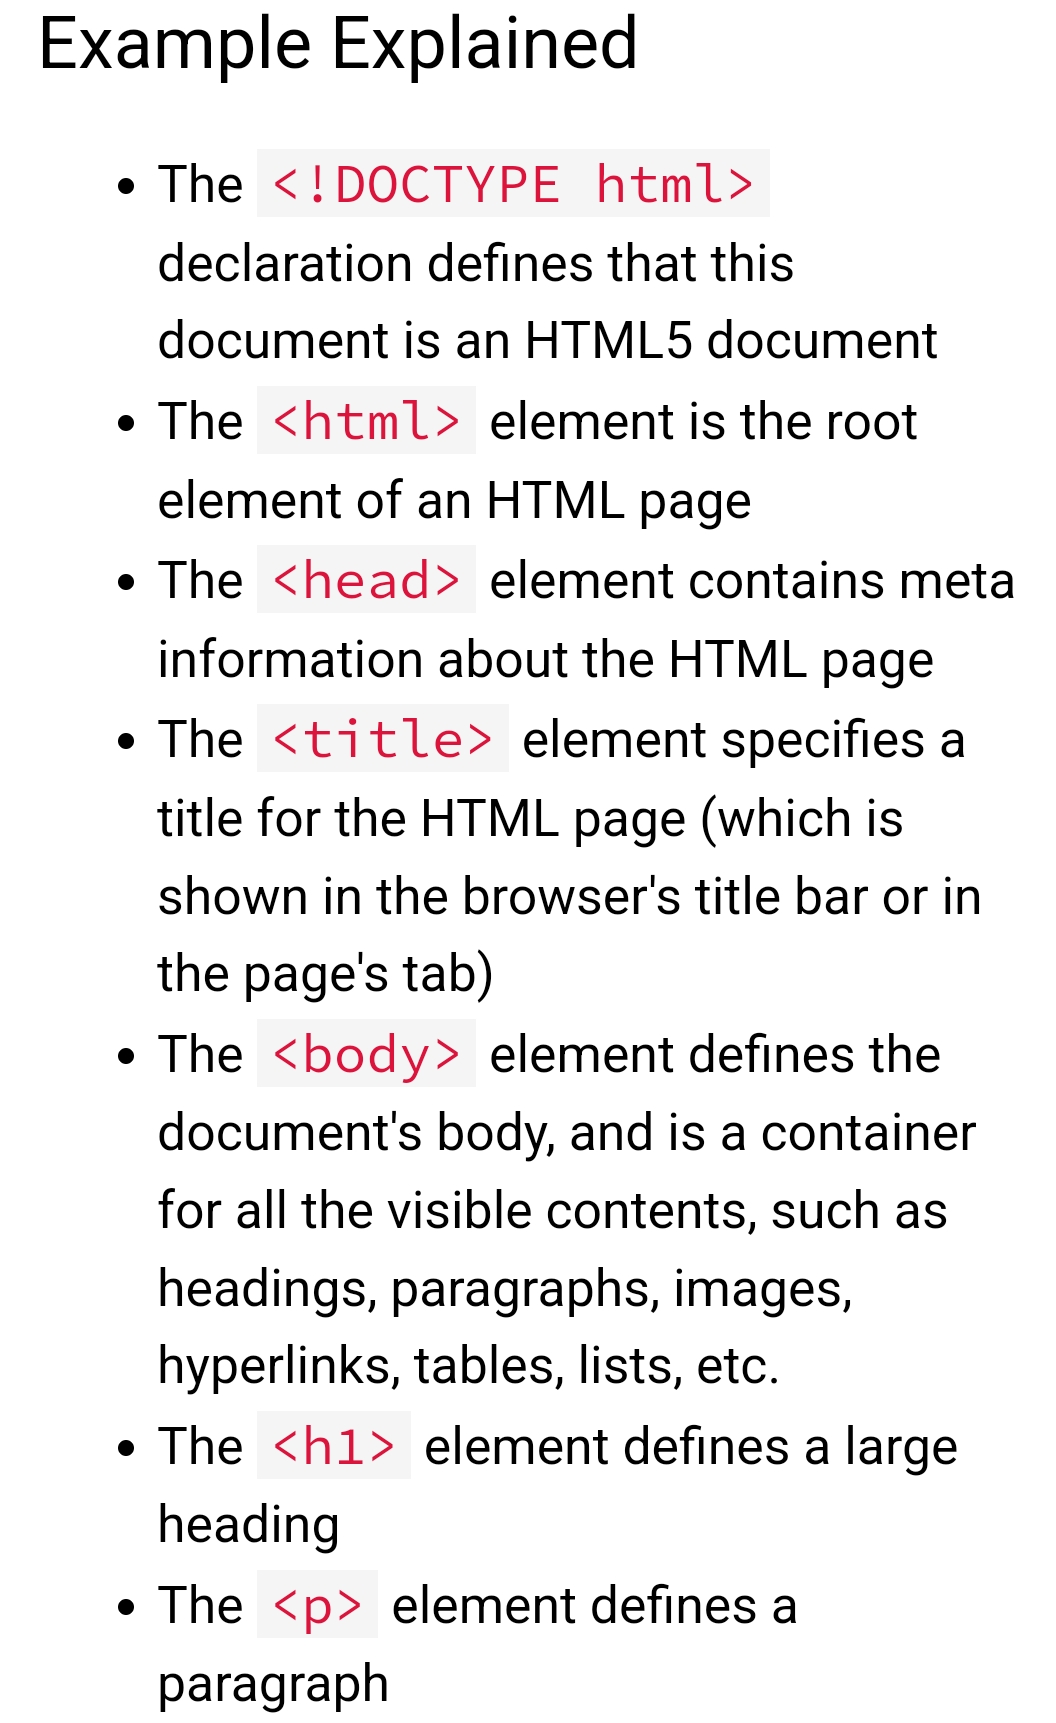 Example Explained
• The <!DOCTYPE html>
declaration defines that this
document is an HTML5 document
• The <html> element is the root
element of an HTML page
• The <head> element contains meta
information about the HTML page
• The <title> element specifies a
title for the HTML page (which is
shown in the browser's title bar or in
the page's tab)
• The <body> element defines the
document's body, and is a container
for all the visible contents, such as
headings, paragraphs, images,
hyperlinks, tables, lists, etc.
• The <h1> element defines a large
heading
• The <p> element defines a
paragraph